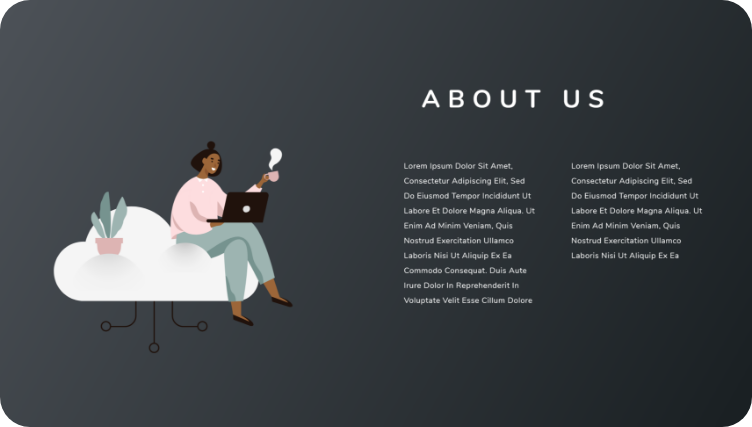 ABOUT US
Lorem Ipsum Dolor Sit Amet,
Consectetur Adipiscing Elit, Sed
Do Eiusmod Tempor Incididunt Ut
Labore Et Dolore Magna Aliqua. Ut
Enim Ad Minim Veniam, Quis
Nostrud Exercitation Ullamco
Laboris Nisi Ut Aliquip Ex Ea
Commodo Consequat. Duis Aute
Irure Dolor In Reprehenderit In
Voluptate Velit Esse Cillum Dolore
Lorem Ipsum Dolor Sit Amet,
Consectetur Adipiscing Elit, Sed
Do Eiusmod Tempor Incididunt Ut
Labore Et Dolore Magna Aliqua. Ut
Enim Ad Minim Veniam, Quis
Nostrud Exercitation Ullamco
Laboris Nisi Ut Aliquip Ex Ea